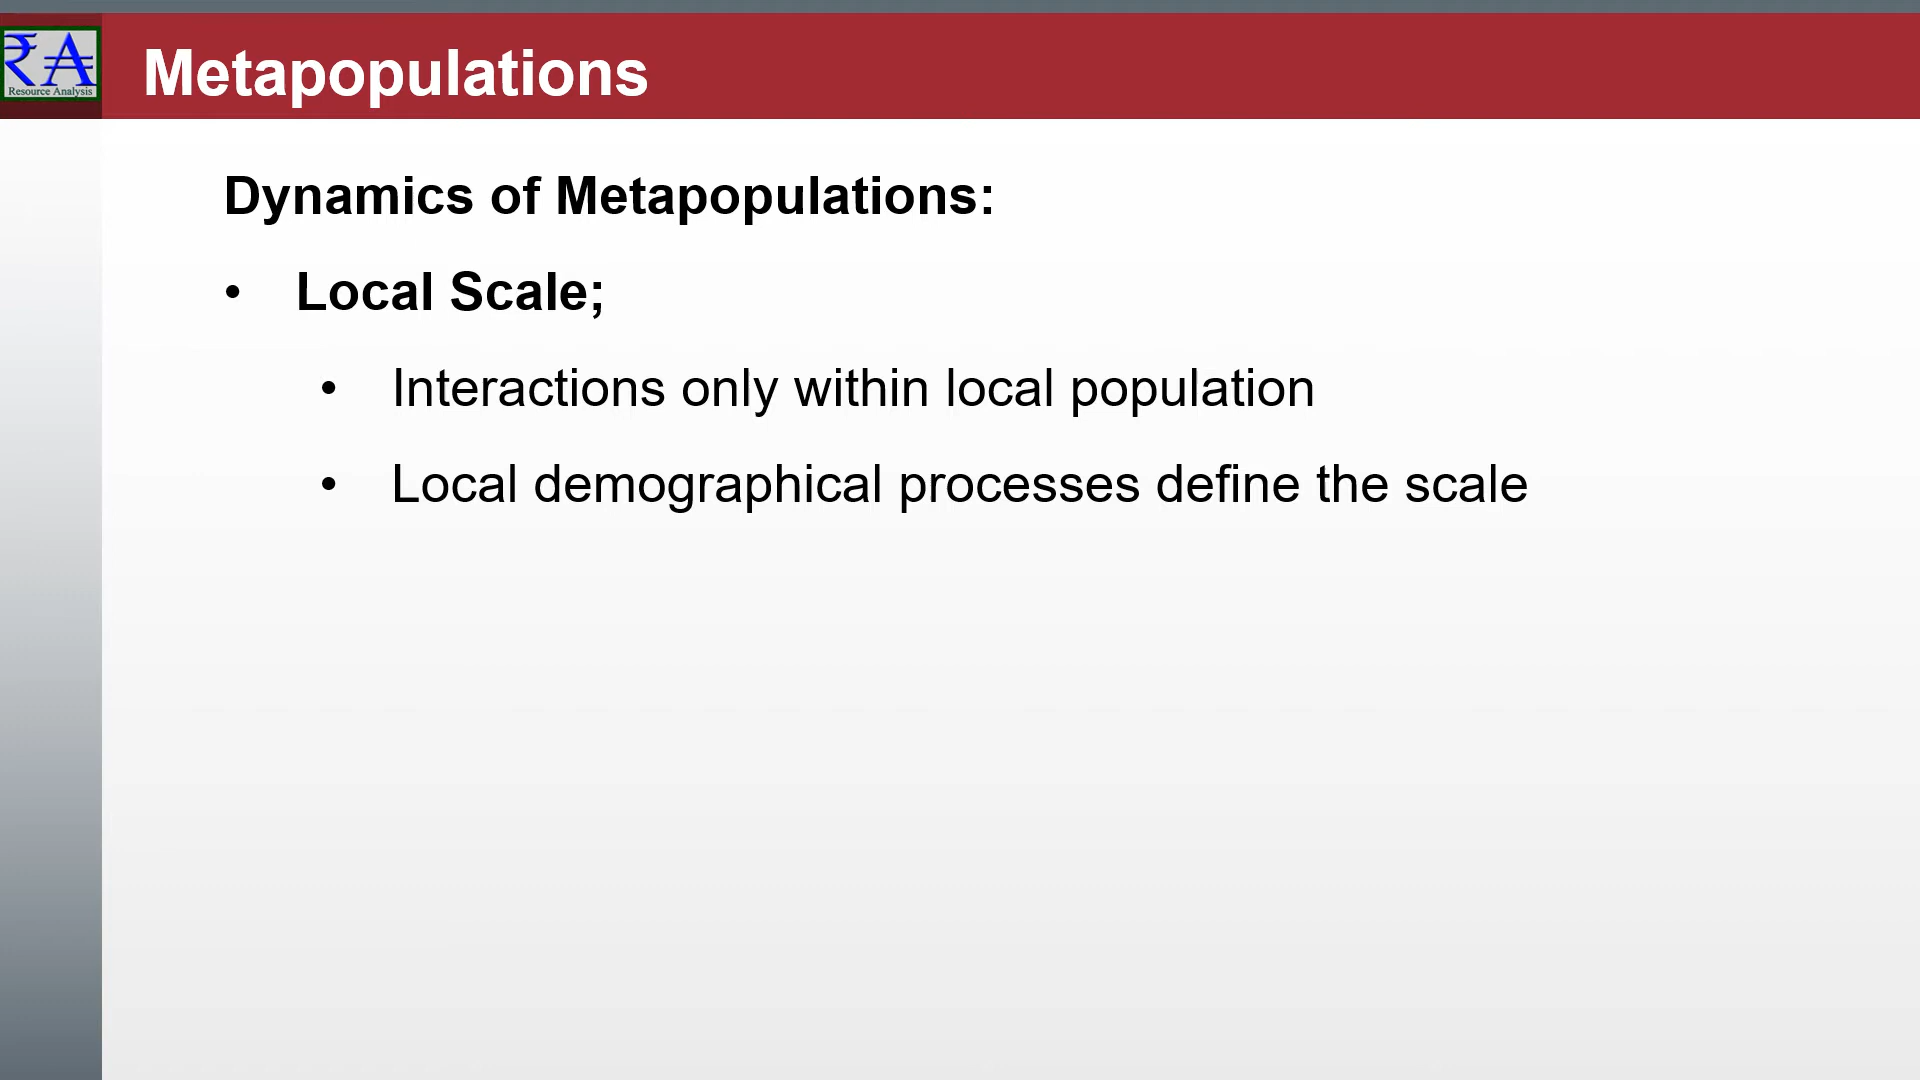 ₹A
Resource Analysis
Metapopulations
Dynamics of Metapopulations:
• Local Scale;
• Interactions only within local population
• Local demographical processes define the scale